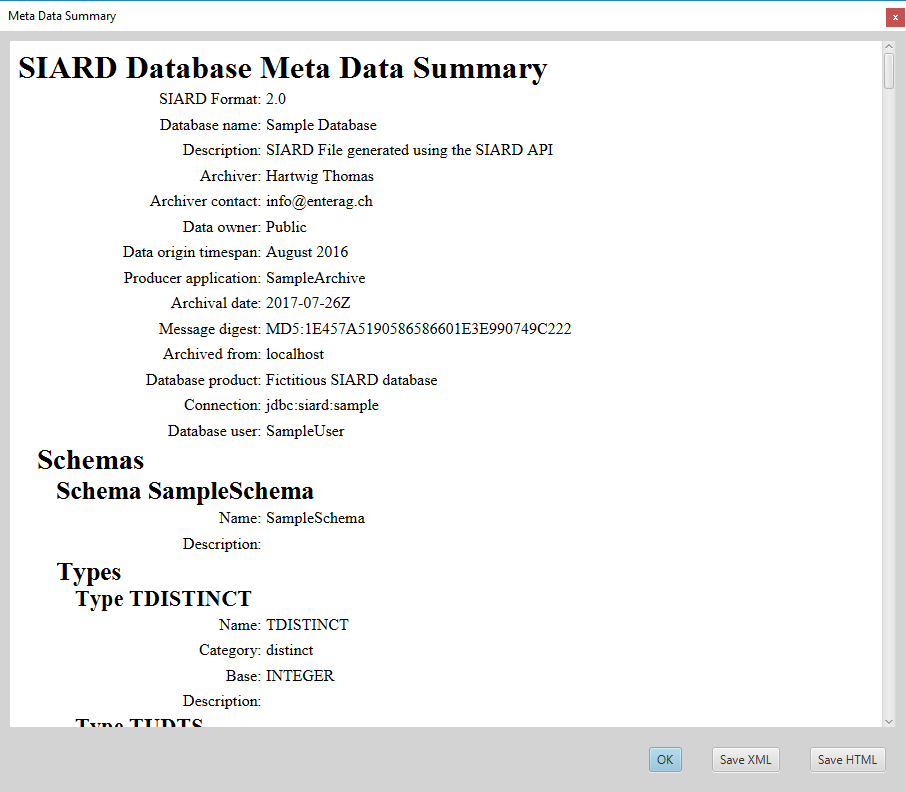 Meta Data Summary
x
SIARD Database Meta Data Summary
SIARD Format: 2.0
Database name: Sample Database
Description: SIARD File generated using the SIARD API
Archiver: Hartwig Thomas
Archiver contact: info@enterag.ch
Data owner: Public
Data origin timespan: August 2016
Producer application: SampleArchive
Archival date: 2017-07-26Z
Message digest: MD5:1E457A5190586586601E3E990749C222
Archived from: localhost
Database product: Fictitious SIARD database
Connection: jdbc:siard:sample
Database user: SampleUser
Schemas
Schema SampleSchema
Name: SampleSchema
Description:
Types
Type TDISTINCT
Name: TDISTINCT
Category: distinct
Base: INTEGER
Description:
Type TUDTS
OK Save XML Save HTML